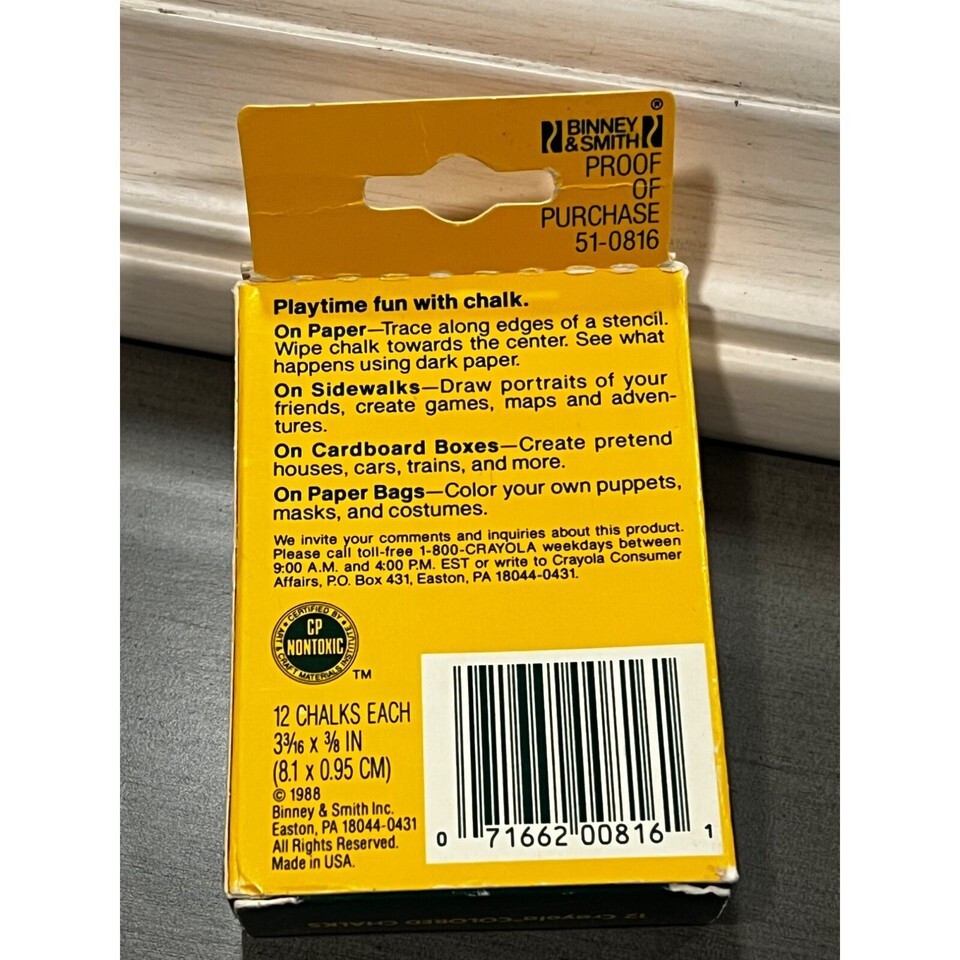 BINNEY ®
& SMITH
PROOF
OF
PURCHASE
51-0816
Playtime fun with chalk.
On Paper—Trace along edges of a stencil.
Wipe chalk towards the center. See what
happens using dark paper.
On Sidewalks—Draw portraits of your
friends, create games, maps and adven-
tures.
On Cardboard Boxes—Create pretend
houses, cars, trains, and more.
On Paper Bags—Color your own puppets,
masks, and costumes.
We invite your comments and inquiries about this product.
Please call toll-free 1-800-CRAYOLA weekdays between
9:00 A.M. and 4:00 P.M. EST or write to Crayola Consumer
Affairs, P.O. Box 431, Easton, PA 18044-0431.
CERTIFIED BY
ART & CRAFT MATERIALS INSTITUTE
CP
NONTOXIC
TM
12 CHALKS EACH
3 3/16 x 3/8 IN
(8.1 x 0.95 CM)
© 1988
Binney & Smith Inc.
Easton, PA 18044-0431
All Rights Reserved.
Made in USA.
0 71662 00816 1
12 Crayola COLORED CHALKS